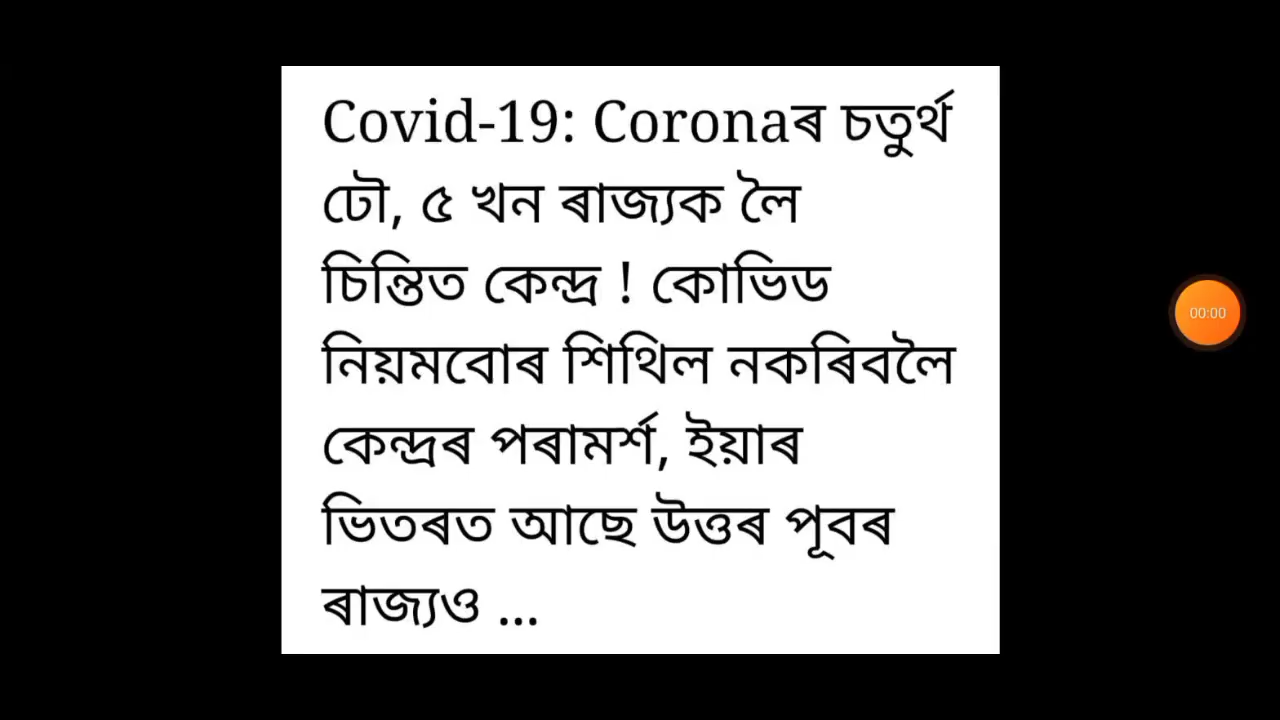 Covid-19: Coronaৰ চতুৰ্থ
ঢৌ, ৫ খন ৰাজ্যক লৈ
চিন্তিত কেন্দ্ৰ ! কোভিড
নিয়মবোৰ শিথিল নকৰিবলৈ
কেন্দ্ৰৰ পৰামৰ্শ, ইয়াৰ
ভিতৰত আছে উত্তৰ পূবৰ
ৰাজ্যও ...
00:00